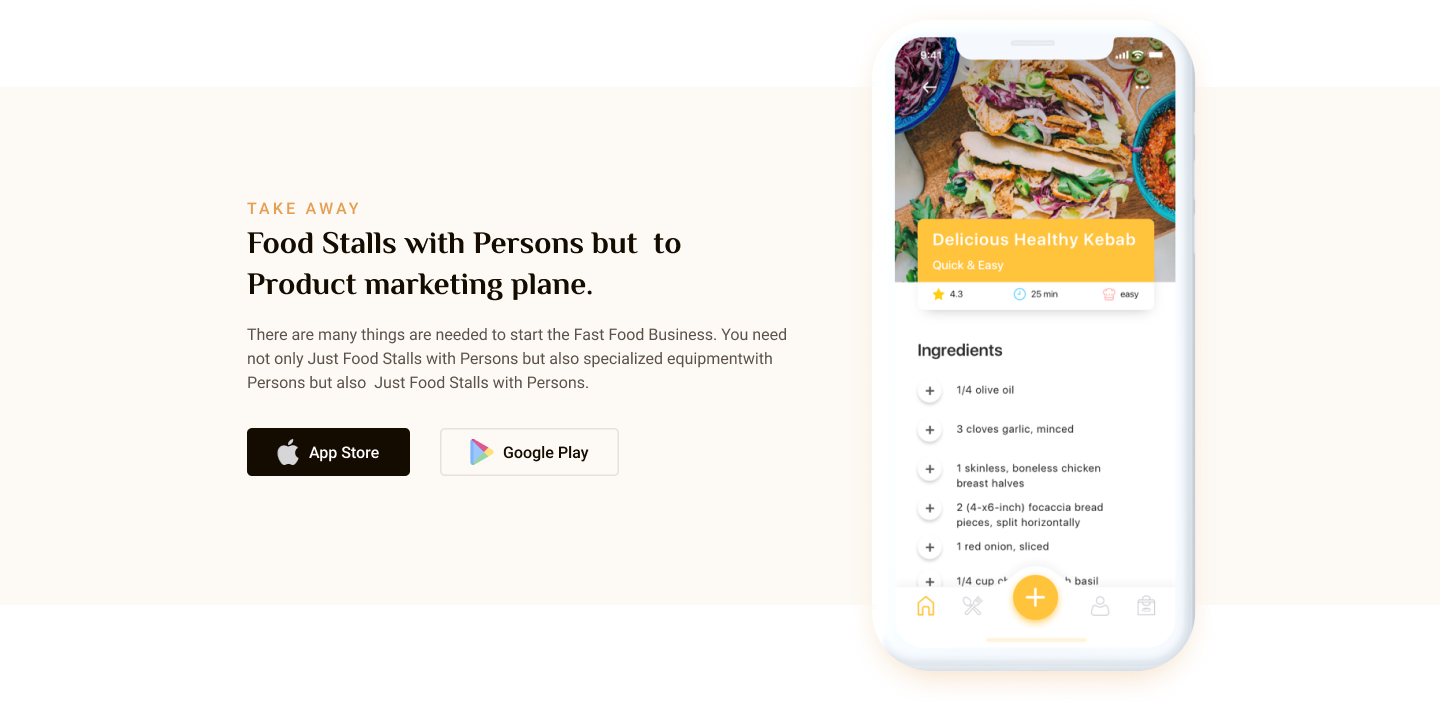 TAKE AWAY
Food Stalls with Persons but  to
Product marketing plane.
There are many things are needed to start the Fast Food Business. You need
not only Just Food Stalls with Persons but also specialized equipmentwith
Persons but also  Just Food Stalls with Persons.
App Store
Google Play
9:41
Delicious Healthy Kebab
Quick & Easy
4.3
25 min
easy
Ingredients
1/4 olive oil
3 cloves garlic, minced
1 skinless, boneless chicken
breast halves
2 (4-x6-inch) focaccia bread
pieces, split horizontally
1 red onion, sliced
1/4 cup basil